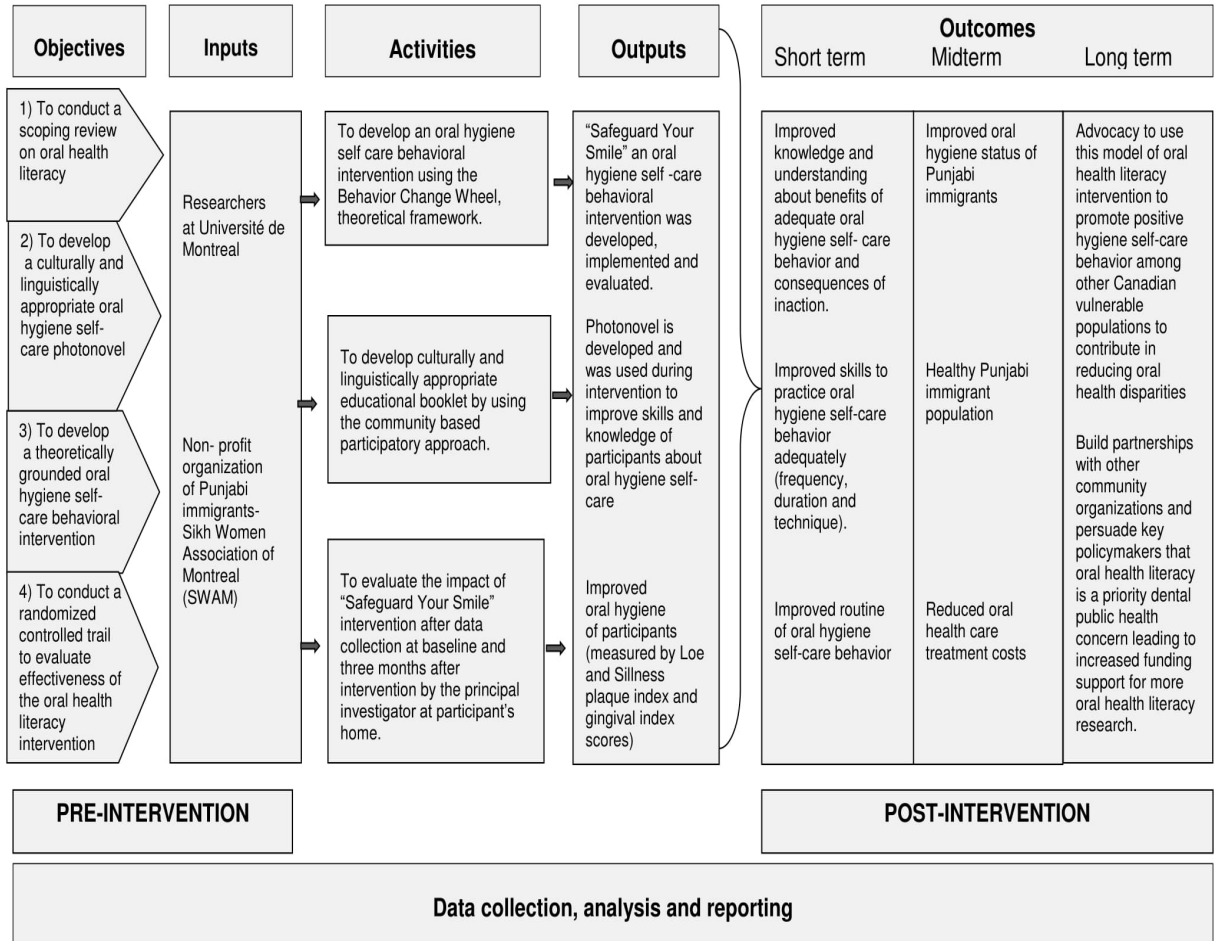 Objectives
Inputs
Activities
Outputs
Outcomes
Short term Midterm Long term
1) To conduct a
scoping review
on oral health
literacy
2) To develop
a culturally and
linguistically
appropriate oral
hygiene self-
care photonovel
3) To develop
a theoretically
grounded oral
hygiene self-
care behavioral
intervention
4) To conduct a
randomized
controlled trail
to evaluate
effectiveness of
the oral health
literacy
intervention
Researchers
at Université de
Montreal
Non- profit
organization
of Punjabi
immigrants-
Sikh Women
Association of
Montreal
(SWAM)
To develop an oral hygiene
self care behavioral
intervention using the
Behavior Change Wheel,
theoretical framework.
To develop culturally and
linguistically appropriate
educational booklet by using
the community based
participatory approach.
To evaluate the impact of
“Safeguard Your Smile”
intervention after data
collection at baseline and
three months after
intervention by the principal
investigator at participant’s
home.
“Safeguard Your
Smile” an oral
hygiene self -care
behavioral
intervention was
developed,
implemented and
evaluated.
Photonovel is
developed and
was used during
intervention to
improve skills and
knowledge of
participants about
oral hygiene self-
care
Improved
oral hygiene
of participants
(measured by Loe
and Sillness
plaque index and
gingival index
scores)
Improved
knowledge and
understanding
about benefits of
adequate oral
hygiene self- care
behavior and
consequences of
inaction.
Improved skills to
practice oral
hygiene self-care
behavior
adequately
(frequency,
duration and
technique).
Improved routine
of oral hygiene
self-care behavior
Improved oral
hygiene status of
Punjabi
immigrants
Healthy Punjabi
immigrant
population
Reduced oral
health care
treatment costs
Advocacy to use
this model of oral
health literacy
intervention to
promote positive
hygiene self-care
behavior among
other Canadian
vulnerable
populations to
contribute in
reducing oral
health disparities
Build partnerships
with other
community
organizations and
persuade key
policymakers that
oral health literacy
is a priority dental
public health
concern leading to
increased funding
support for more
oral health literacy
research.
PRE-INTERVENTION
POST-INTERVENTION
Data collection, analysis and reporting